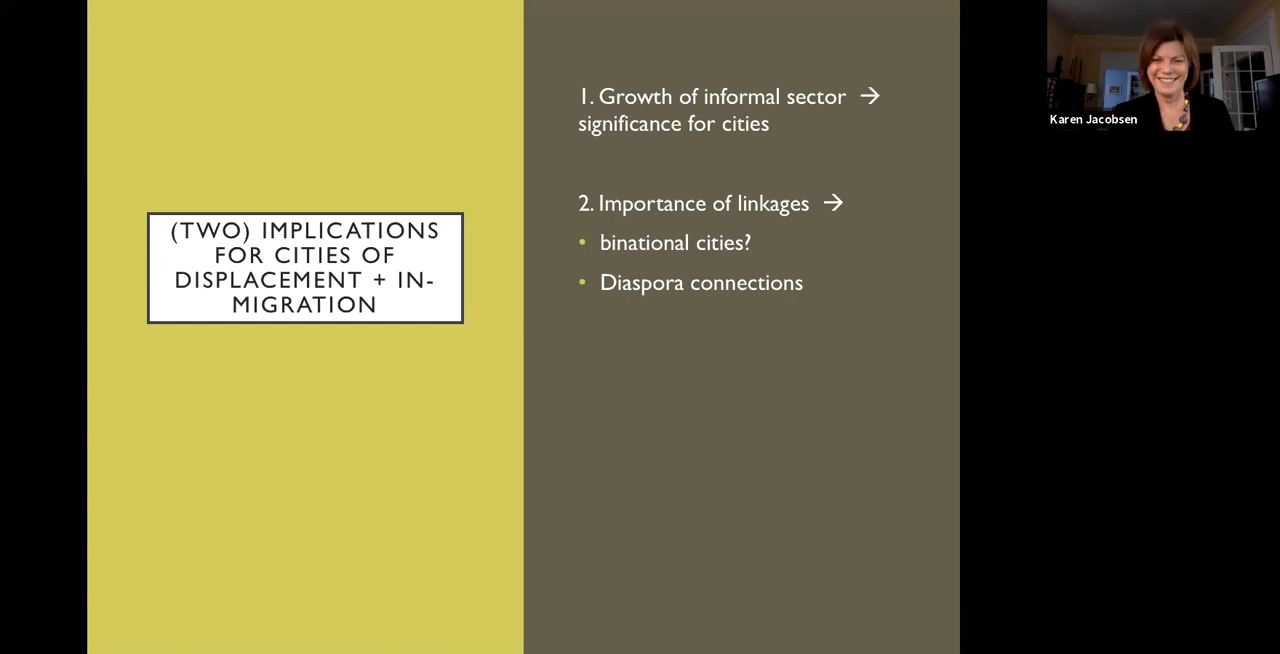 (TWO) IMPLICATIONS
FOR CITIES OF
DISPLACEMENT + IN-
MIGRATION
1. Growth of informal sector →
significance for cities
2. Importance of linkages →
• binational cities?
• Diaspora connections
Karen Jacobsen